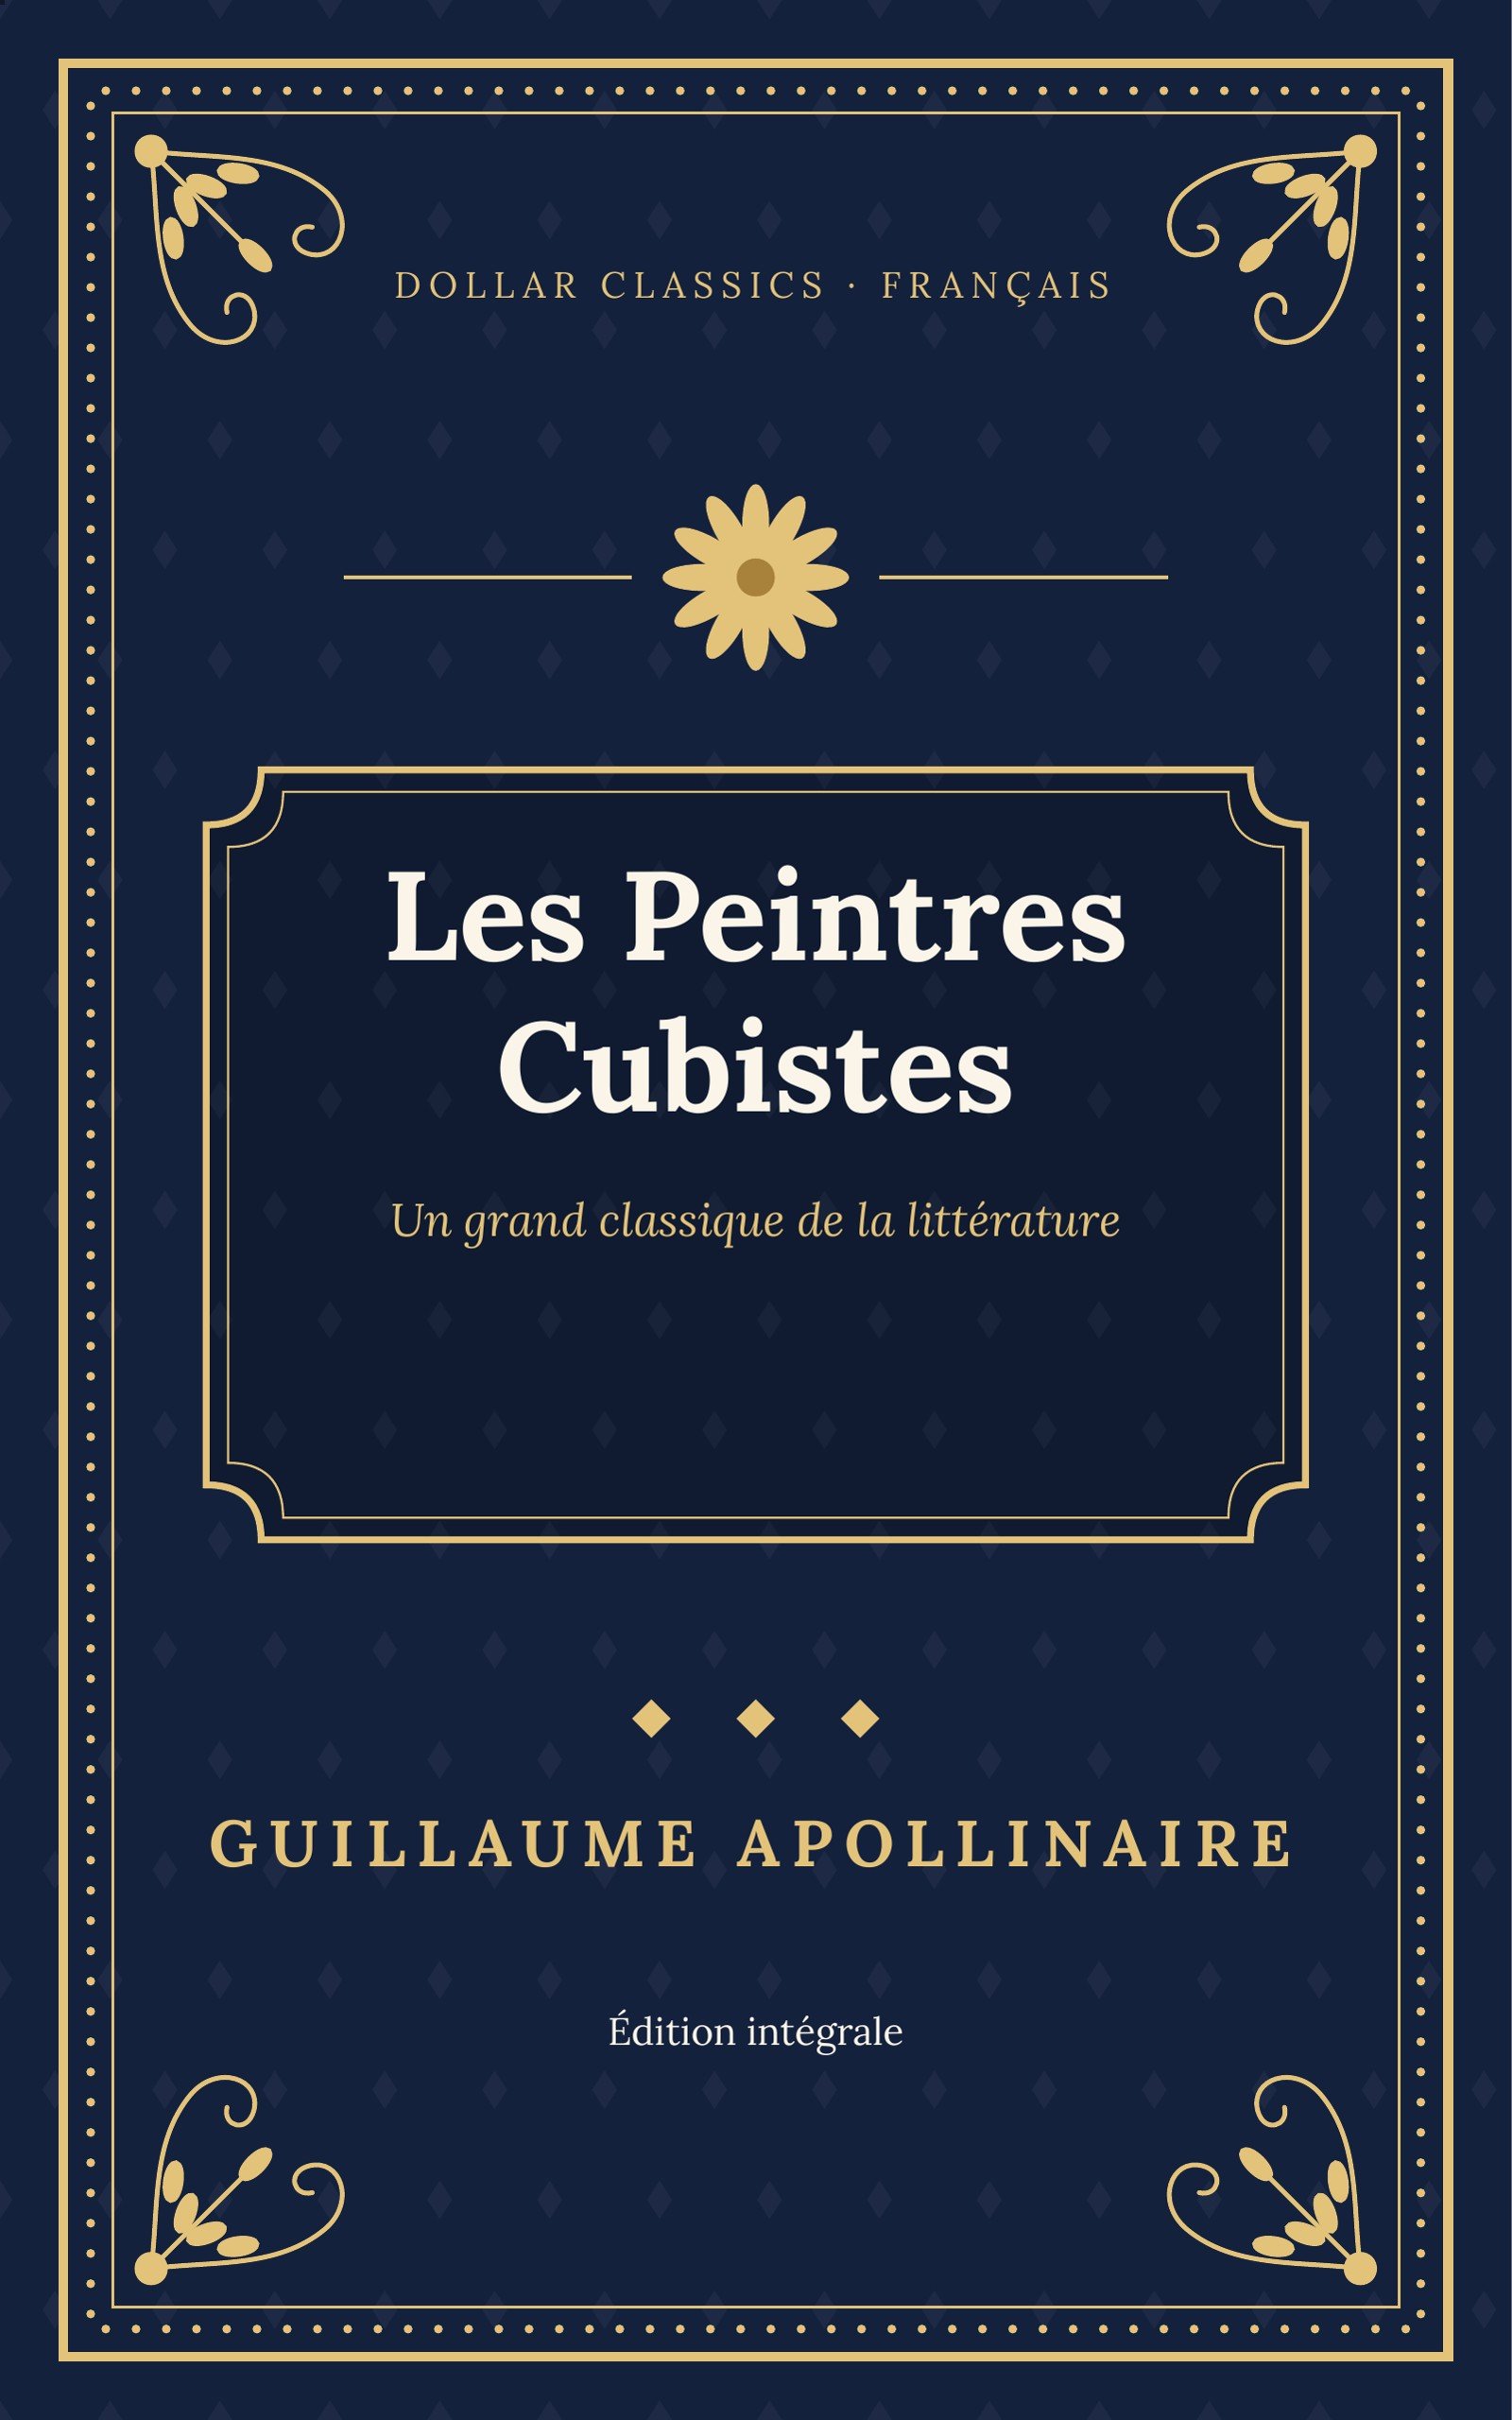 DOLLAR CLASSICS · FRANÇAIS
Les Peintres
Cubistes
Un grand classique de la littérature
GUILLAUME APOLLINAIRE
Édition intégrale